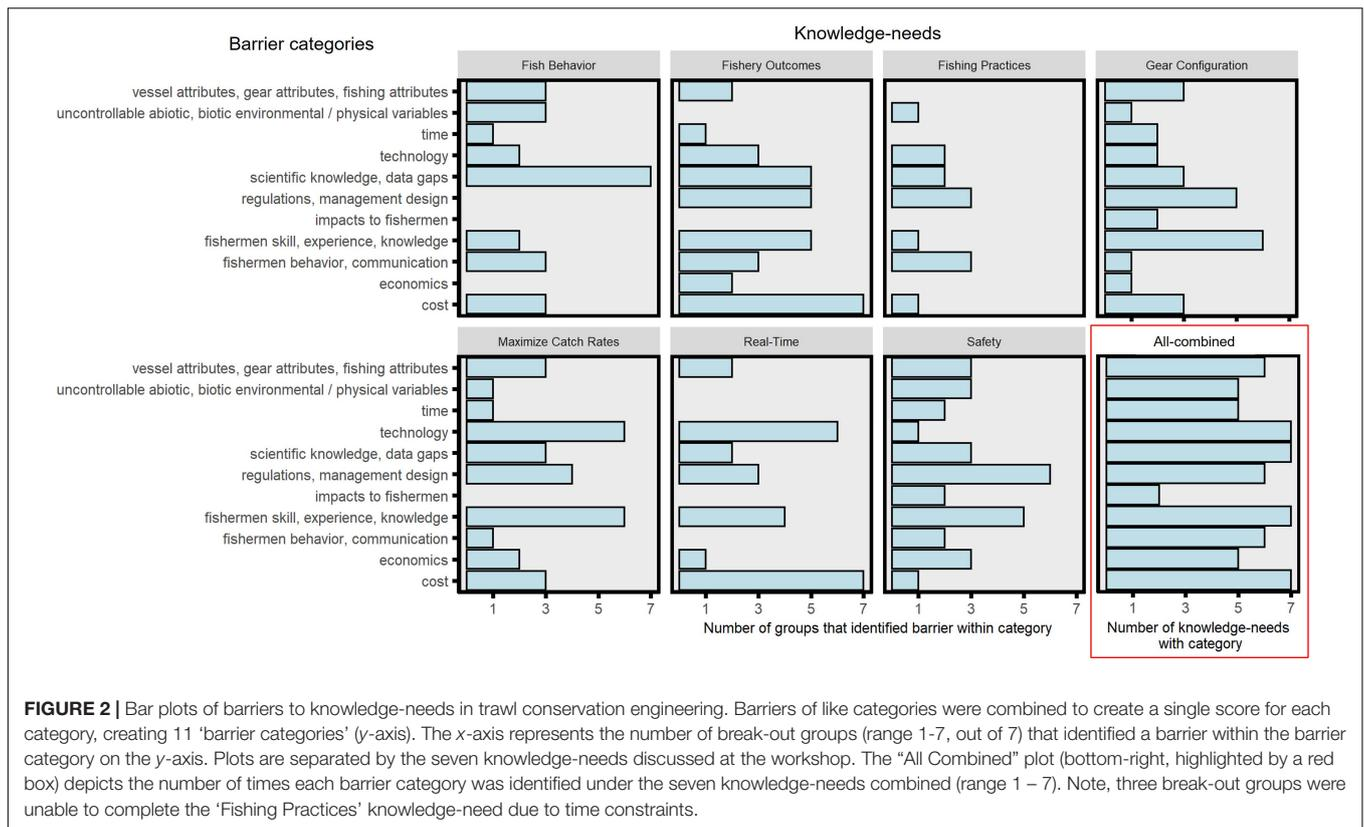 Barrier categories
Knowledge-needs
Fish Behavior
Fishery Outcomes
Fishing Practices
Gear Configuration
vessel attributes, gear attributes, fishing attributes
uncontrollable abiotic, biotic environmental / physical variables
time
technology
scientific knowledge, data gaps
regulations, management design
impacts to fishermen
fishermen skill, experience, knowledge
fishermen behavior, communication
economics
cost
Maximize Catch Rates
Real-Time
Safety
All-combined
vessel attributes, gear attributes, fishing attributes
uncontrollable abiotic, biotic environmental / physical variables
time
technology
scientific knowledge, data gaps
regulations, management design
impacts to fishermen
fishermen skill, experience, knowledge
fishermen behavior, communication
economics
cost
1 3 5 7 1 3 5 7 1 3 5 7 1 3 5 7
Number of groups that identified barrier within category
Number of knowledge-needs
with category
FIGURE 2 | Bar plots of barriers to knowledge-needs in trawl conservation engineering. Barriers of like categories were combined to create a single score for each
category, creating 11 ‘barrier categories’ (y-axis). The x-axis represents the number of break-out groups (range 1-7, out of 7) that identified a barrier within the barrier
category on the y-axis. Plots are separated by the seven knowledge-needs discussed at the workshop. The “All Combined” plot (bottom-right, highlighted by a red
box) depicts the number of times each barrier category was identified under the seven knowledge-needs combined (range 1 – 7). Note, three break-out groups were
unable to complete the ‘Fishing Practices’ knowledge-need due to time constraints.